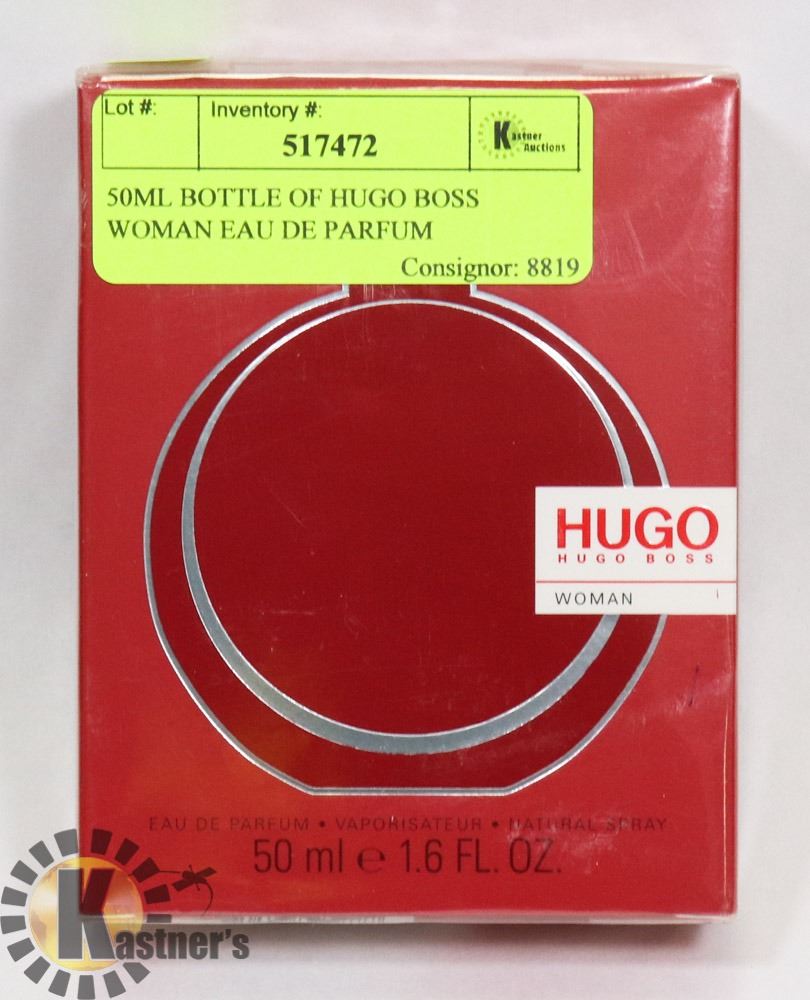 Lot #:
Inventory #:
517472
Kastner
Auctions
50ML BOTTLE OF HUGO BOSS
WOMAN EAU DE PARFUM
Consignor: 8819
HUGO
HUGO BOSS
WOMAN
EAU DE PARFUM • VAPORISATEUR • NATURAL SPRAY
50 ml e 1.6 FL. OZ.
Kastner's